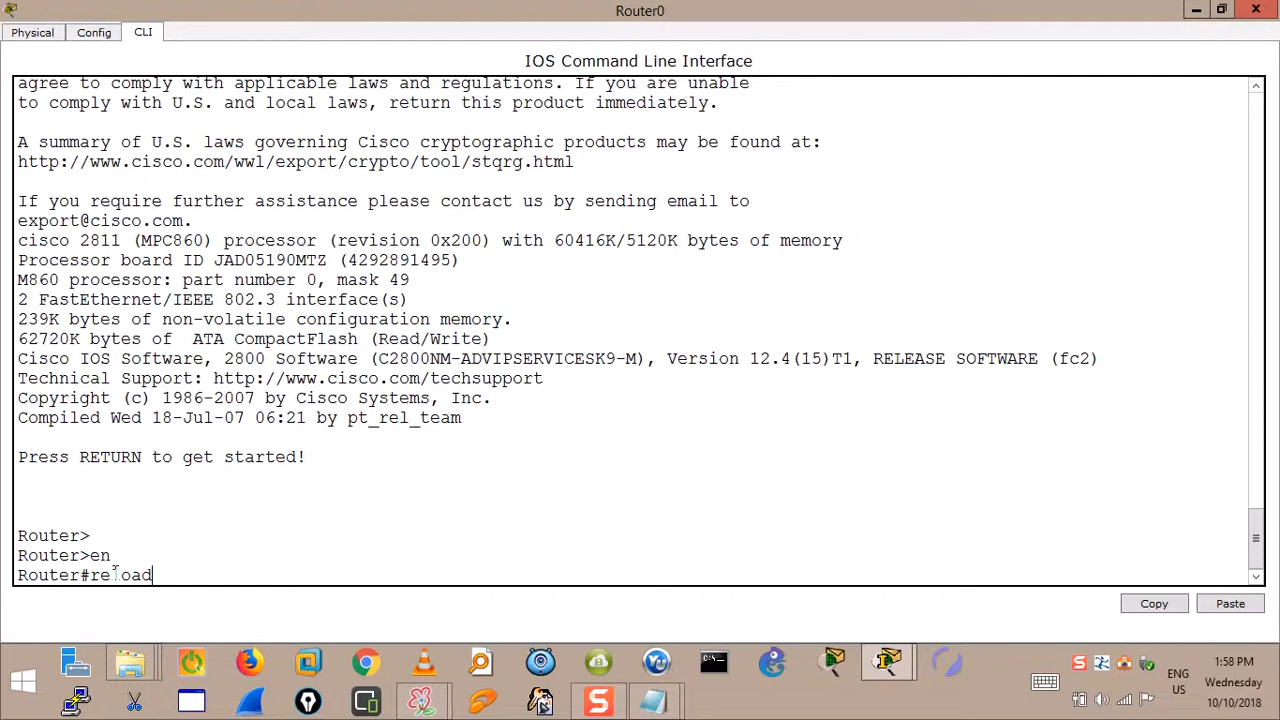 Router0
Physical Config CLI
IOS Command Line Interface
agree to comply with applicable laws and regulations. If you are unable
to comply with U.S. and local laws, return this product immediately.
A summary of U.S. laws governing Cisco cryptographic products may be found at:
http://www.cisco.com/wwl/export/crypto/tool/stqrg.html
If you require further assistance please contact us by sending email to
export@cisco.com.
cisco 2811 (MPC860) processor (revision 0x200) with 60416K/5120K bytes of memory
Processor board ID JAD05190MTZ (4292891495)
M860 processor: part number 0, mask 49
2 FastEthernet/IEEE 802.3 interface(s)
239K bytes of non-volatile configuration memory.
62720K bytes of  ATA CompactFlash (Read/Write)
Cisco IOS Software, 2800 Software (C2800NM-ADVIPSERVICESK9-M), Version 12.4(15)T1, RELEASE SOFTWARE (fc2)
Technical Support: http://www.cisco.com/techsupport
Copyright (c) 1986-2007 by Cisco Systems, Inc.
Compiled Wed 18-Jul-07 06:21 by pt_rel_team
Press RETURN to get started!
Router>
Router>en
Router#reload
Copy Paste
ENG 1:58 PM
US Wednesday
10/10/2018